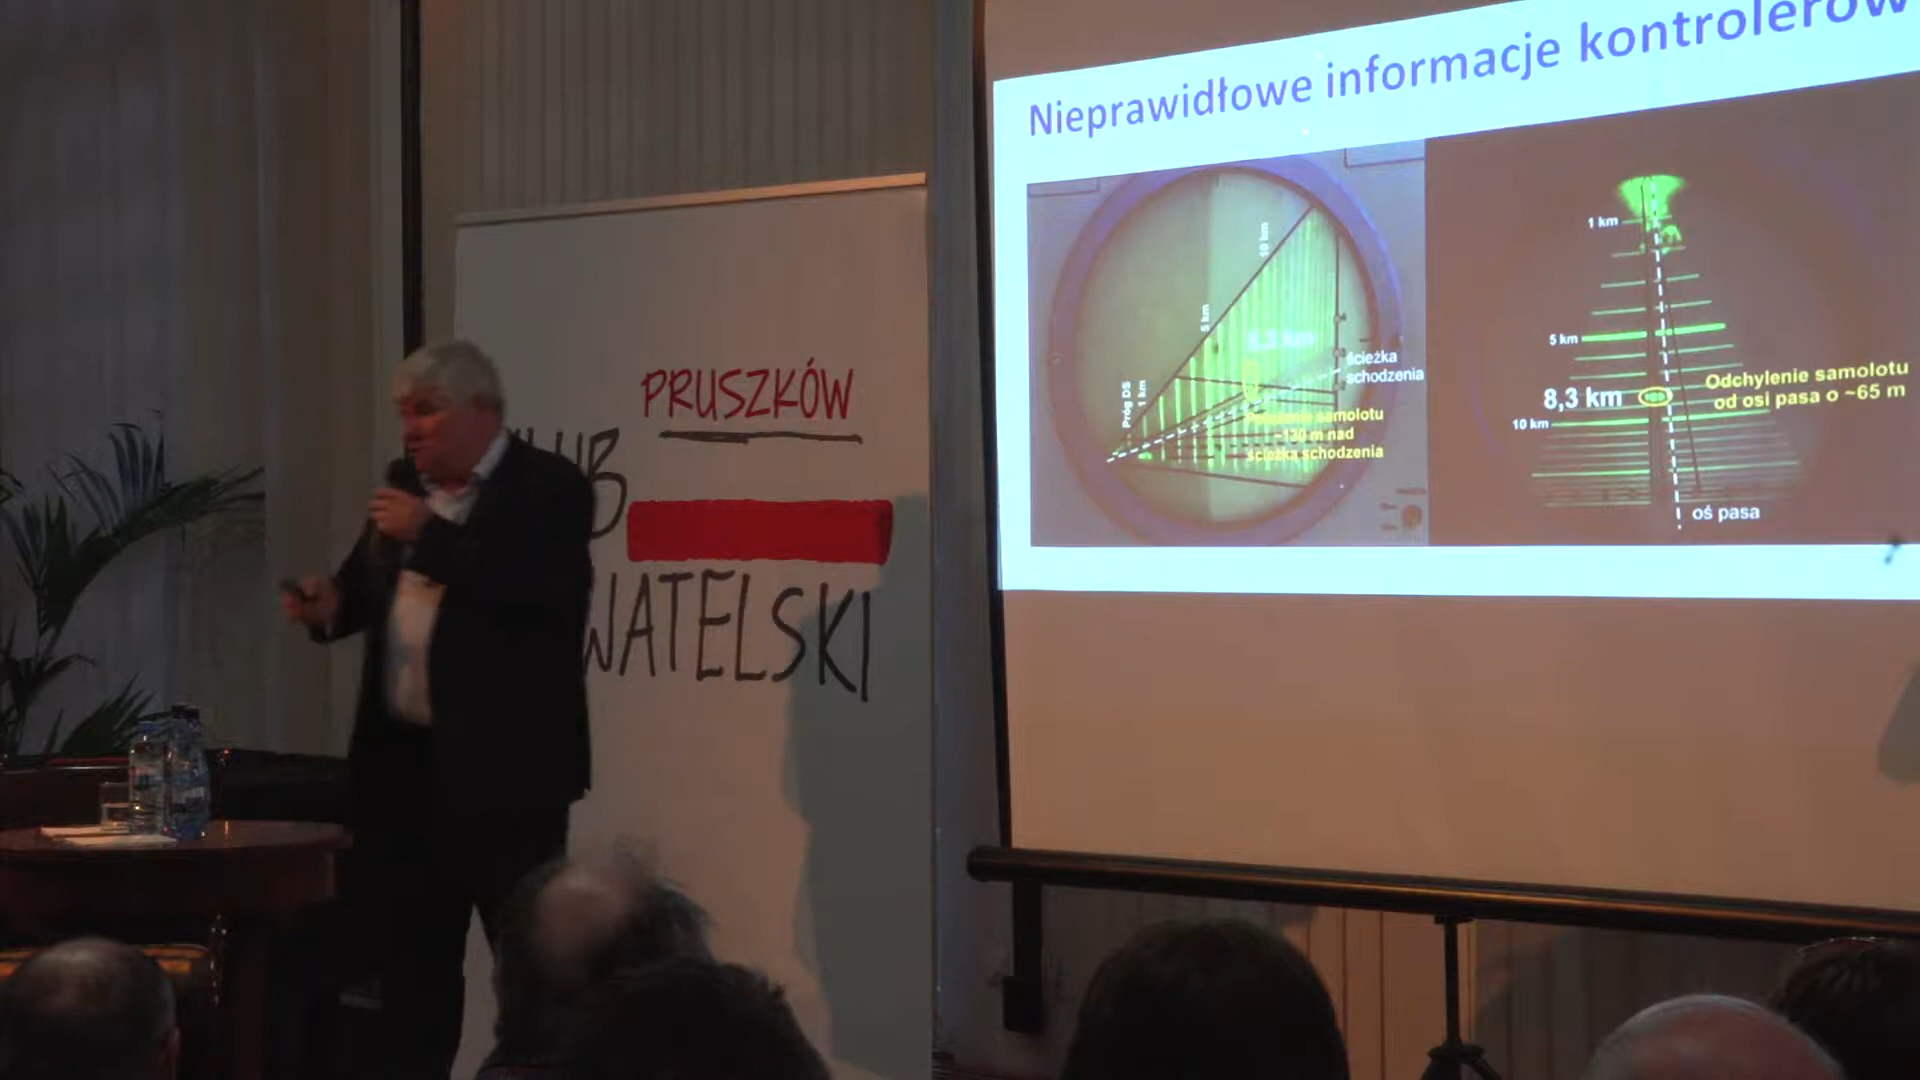 Nieprawidłowe informacje kontrolerów
PRUSZKÓW
WATELSKI
10 km
5 km
1 km
Próg DS
ścieżka
schodzenia
samolotu
~130 m nad
ścieżka schodzenia
1 km
5 km
8,3 km
10 km
Odchylenie samolotu
od osi pasa o ~65 m
oś pasa